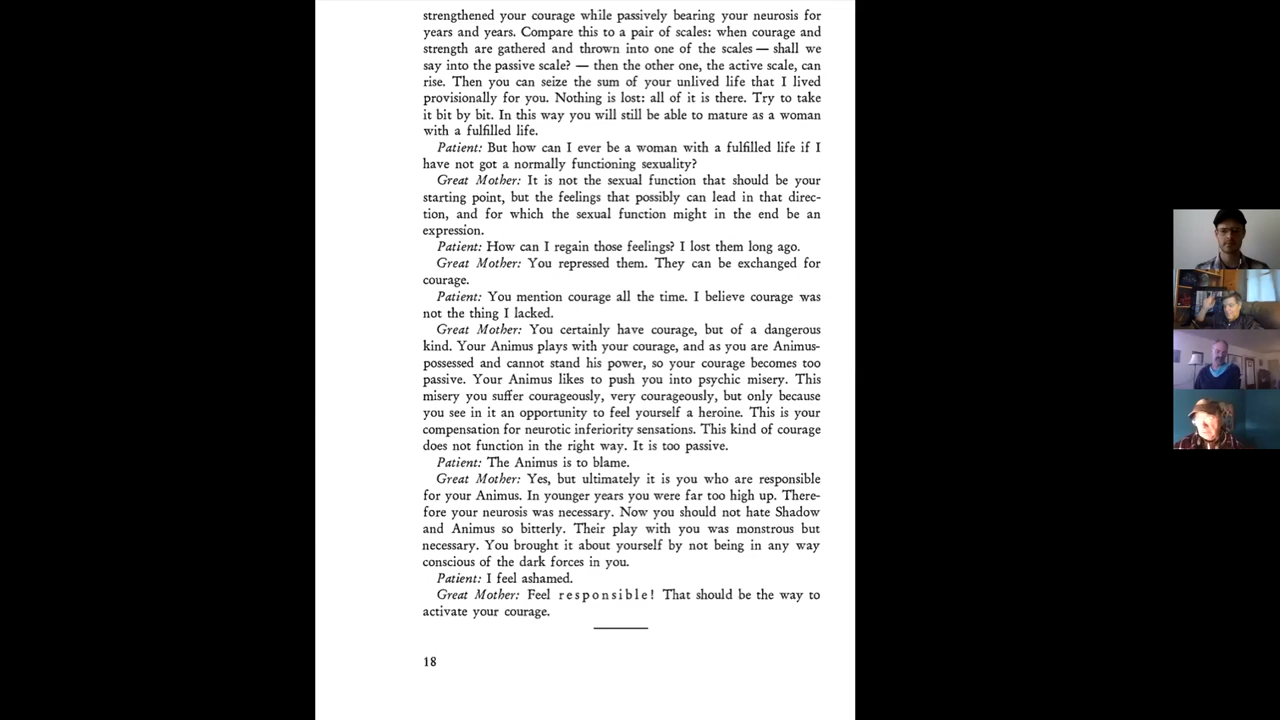 strengthened your courage while passively bearing your neurosis for
years and years. Compare this to a pair of scales: when courage and
strength are gathered and thrown into one of the scales — shall we
say into the passive scale? — then the other one, the active scale, can
rise. Then you can seize the sum of your unlived life that I lived
provisionally for you. Nothing is lost: all of it is there. Try to take
it bit by bit. In this way you will still be able to mature as a woman
with a fulfilled life.
Patient: But how can I ever be a woman with a fulfilled life if I
have not got a normally functioning sexuality?
Great Mother: It is not the sexual function that should be your
starting point, but the feelings that possibly can lead in that direc-
tion, and for which the sexual function might in the end be an
expression.
Patient: How can I regain those feelings? I lost them long ago.
Great Mother: You repressed them. They can be exchanged for
courage.
Patient: You mention courage all the time. I believe courage was
not the thing I lacked.
Great Mother: You certainly have courage, but of a dangerous
kind. Your Animus plays with your courage, and as you are Animus-
possessed and cannot stand his power, so your courage becomes too
passive. Your Animus likes to push you into psychic misery. This
misery you suffer courageously, very courageously, but only because
you see in it an opportunity to feel yourself a heroine. This is your
compensation for neurotic inferiority sensations. This kind of courage
does not function in the right way. It is too passive.
Patient: The Animus is to blame.
Great Mother: Yes, but ultimately it is you who are responsible
for your Animus. In younger years you were far too high up. There-
fore your neurosis was necessary. Now you should not hate Shadow
and Animus so bitterly. Their play with you was monstrous but
necessary. You brought it about yourself by not being in any way
conscious of the dark forces in you.
Patient: I feel ashamed.
Great Mother: Feel responsible! That should be the way to
activate your courage.
18